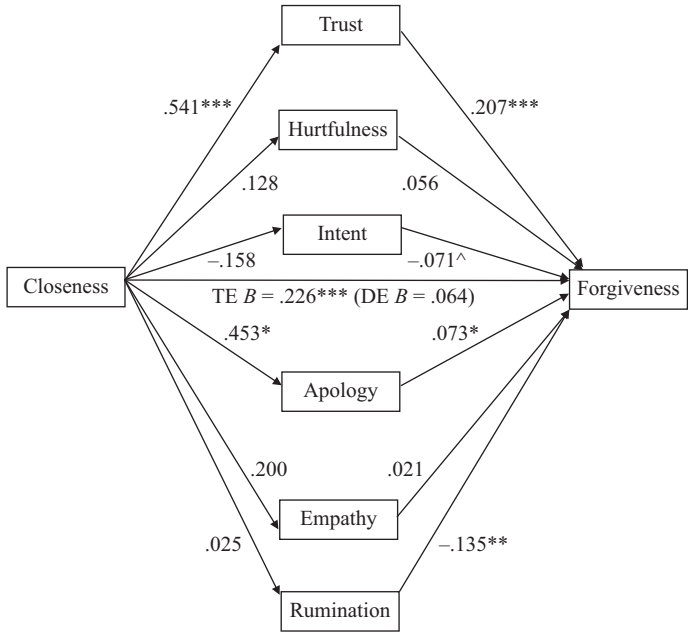 Trust
.541***
.207***
Hurtfulness
.128
.056
Intent
–.158
–.071^
Closeness
Forgiveness
TE B = .226*** (DE B = .064)
.453*
.073*
Apology
.200
.021
Empathy
.025
–.135**
Rumination